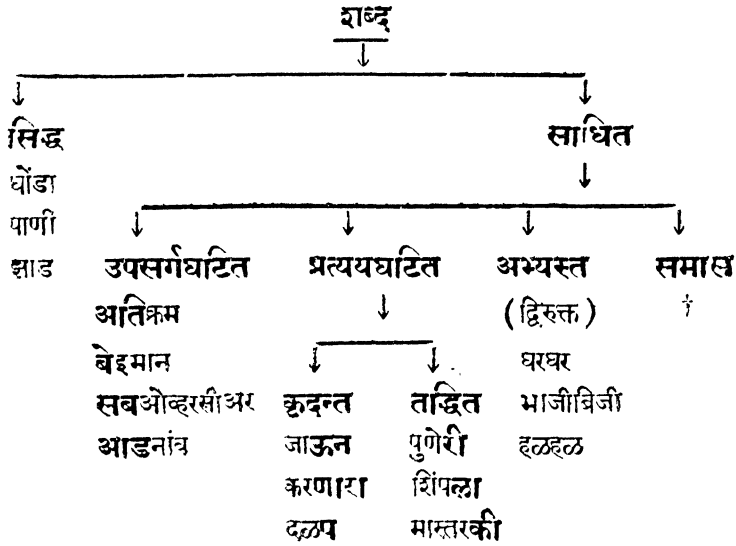 शब्द
सिद्ध साधित
धोंडा
पाणी
झाड उपसर्गघटित प्रत्ययघटित अभ्यस्त समास
अतिक्रम (द्विरुक्त) †
बेइमान घरघर
सबओव्हरसीअर कृदन्त तद्धित भाजीबिजी
आडनांव जाऊन पुणेरी हळहळ
करणारा शिंपला
दळप मास्तरकी